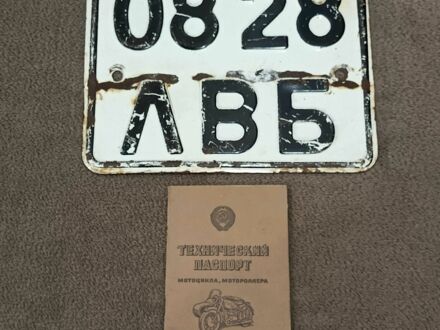 08 28
ЛВБ
ТЕХНИЧЕСКИЙ
ПАСПОРТ
МОТОЦИКЛА, МОТОРОЛЛЕРА